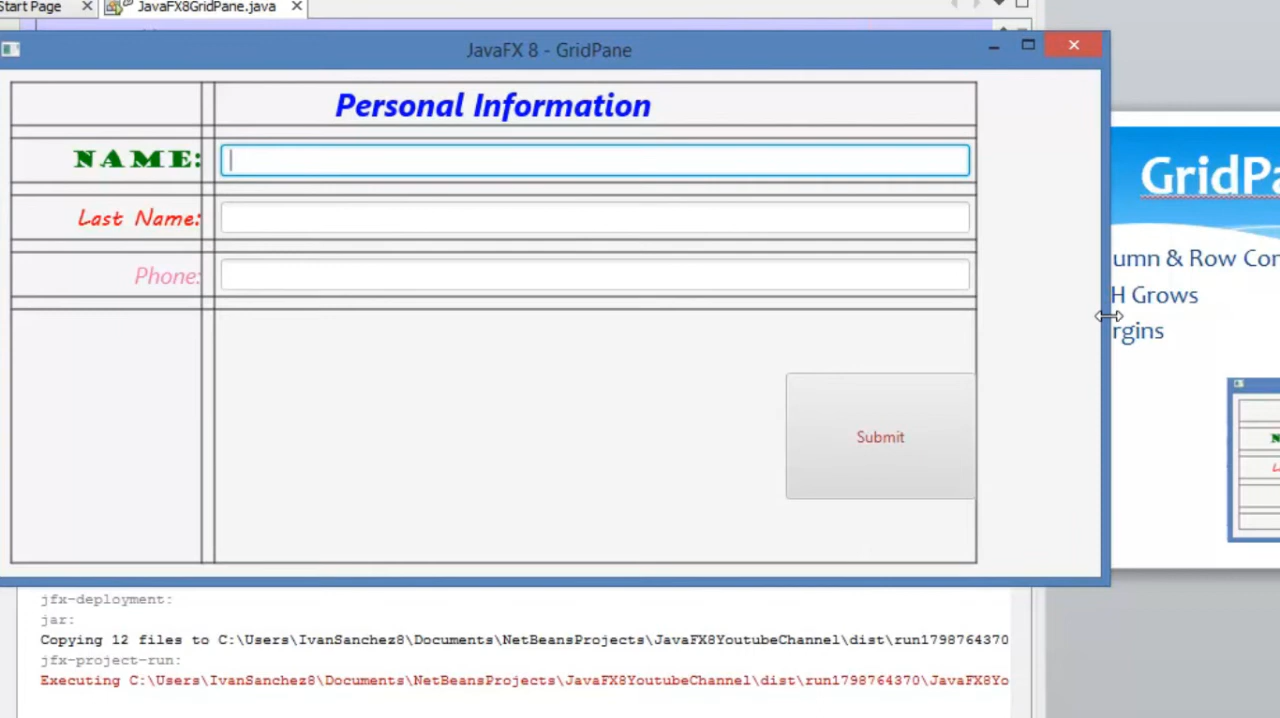 Start Page
JavaFX8GridPane.java
JavaFX 8 - GridPane
Personal Information
NAME:
Last Name:
Phone:
Submit
GridPa
umn & Row Con
H Grows
rgins
jfx-deployment:
jar:
Copying 12 files to C:\Users\IvanSanchez8\Documents\NetBeansProjects\JavaFX8YoutubeChannel\dist\run1798764370
jfx-project-run:
Executing C:\Users\IvanSanchez8\Documents\NetBeansProjects\JavaFX8YoutubeChannel\dist\run1798764370\JavaFX8Yo